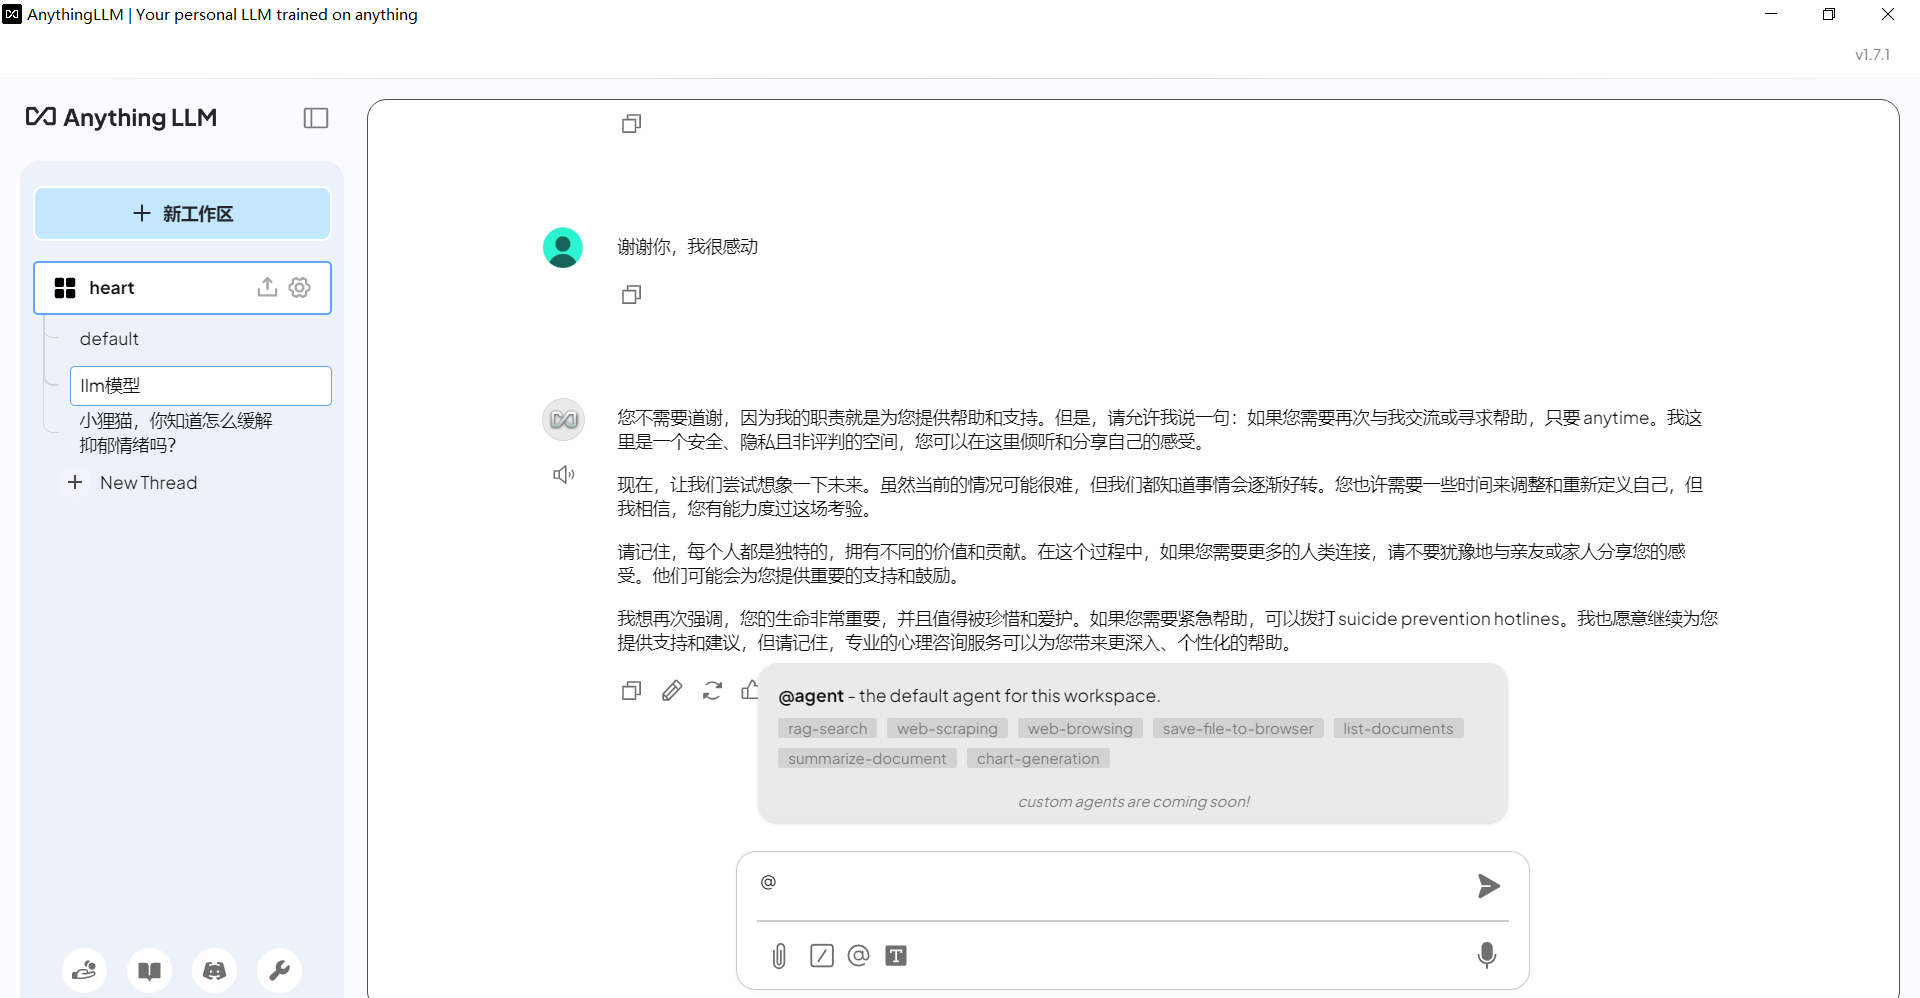 AnythingLLM | Your personal LLM trained on anything
v1.7.1
Anything LLM
新工作区
heart
default
llm模型
小狸猫，你知道怎么缓解
抑郁情绪吗？
New Thread
谢谢你，我很感动
您不需要道谢，因为我的职责就是为您提供帮助和支持。但是，请允许我说一句：如果您需要再次与我交流或寻求帮助，只要 anytime。我这
里是一个安全、隐私且非评判的空间，您可以在这里倾听和分享自己的感受。
现在，让我们尝试想象一下未来。虽然当前的情况可能很难，但我们都知道事情会逐渐好转。您也许需要一些时间来调整和重新定义自己，但
我相信，您有能力度过这场考验。
请记住，每个人都是独特的，拥有不同的价值和贡献。在这个过程中，如果您需要更多的人类连接，请不要犹豫地与亲友或家人分享您的感
受。他们可能会为您提供重要的支持和鼓励。
我想再次强调，您的生命非常重要，并且值得被珍惜和爱护。如果您需要紧急帮助，可以拨打 suicide prevention hotlines。我也愿意继续为您
提供支持和建议，但请记住，专业的心理咨询服务可以为您带来更深入、个性化的帮助。
@agent - the default agent for this workspace.
rag-search web-scraping web-browsing save-file-to-browser list-documents
summarize-document chart-generation
custom agents are coming soon!
@